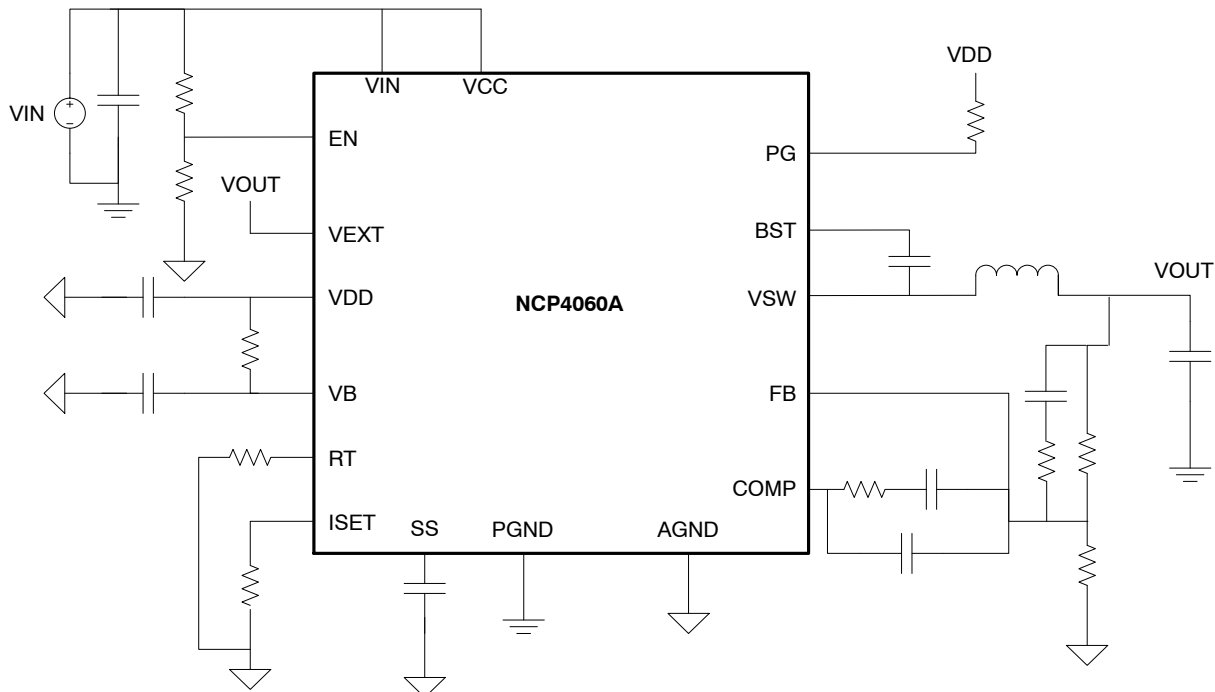 VDD
VIN
VCC
VIN
EN
PG
VOUT
VEXT
BST
VOUT
VDD
NCP4060A
VSW
VB
FB
RT
COMP
ISET
SS
PGND
AGND